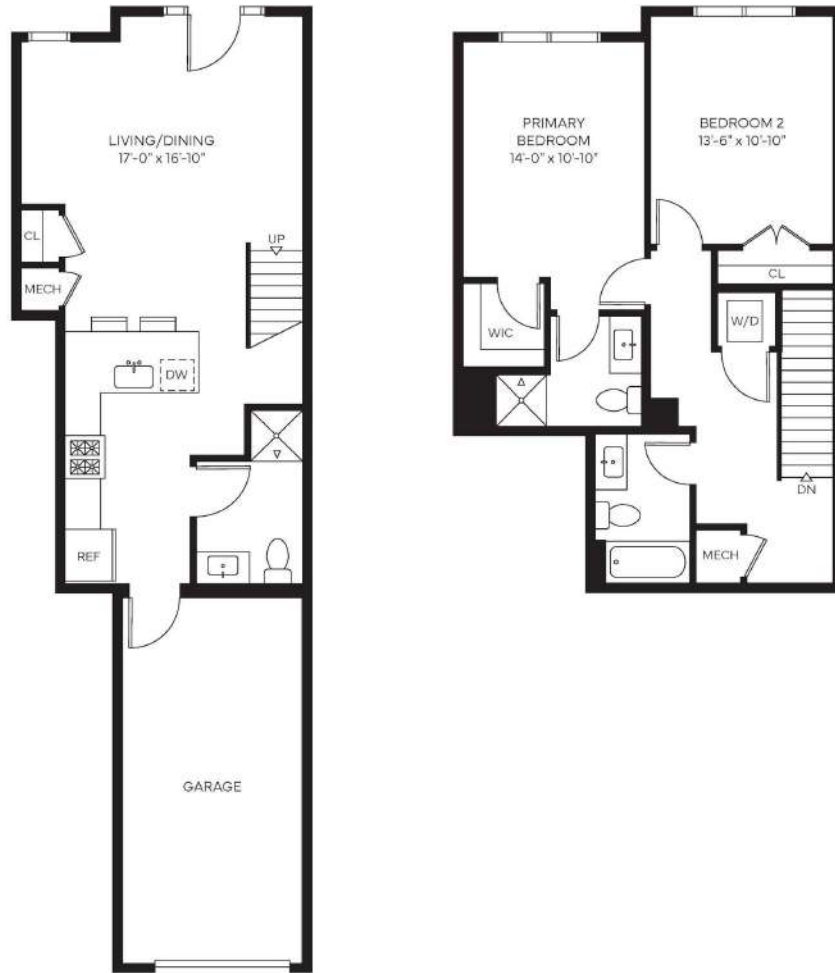 LIVING/DINING
17'-0" x 16'-10"
CL
MECH
UP
DW
REF
GARAGE
PRIMARY
BEDROOM
14'-0" x 10'-10"
BEDROOM 2
13'-6" x 10'-10"
CL
WIC
W/D
DN
MECH